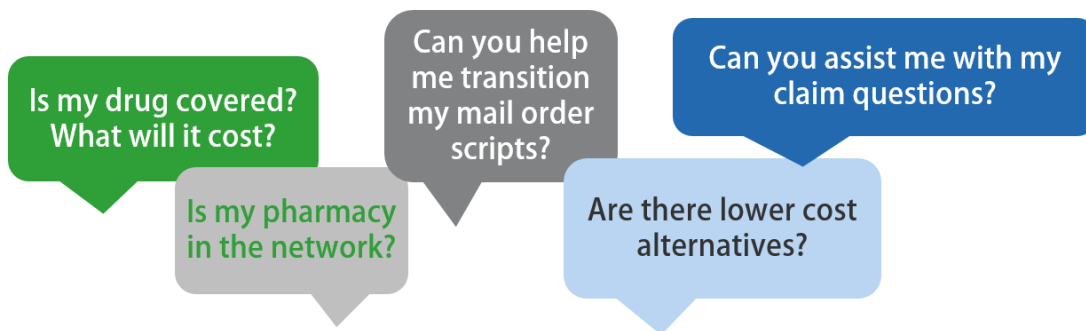 Is my drug covered?
What will it cost?
Is my pharmacy
in the network?
Can you help
me transition
my mail order
scripts?
Are there lower cost
alternatives?
Can you assist me with my
claim questions?